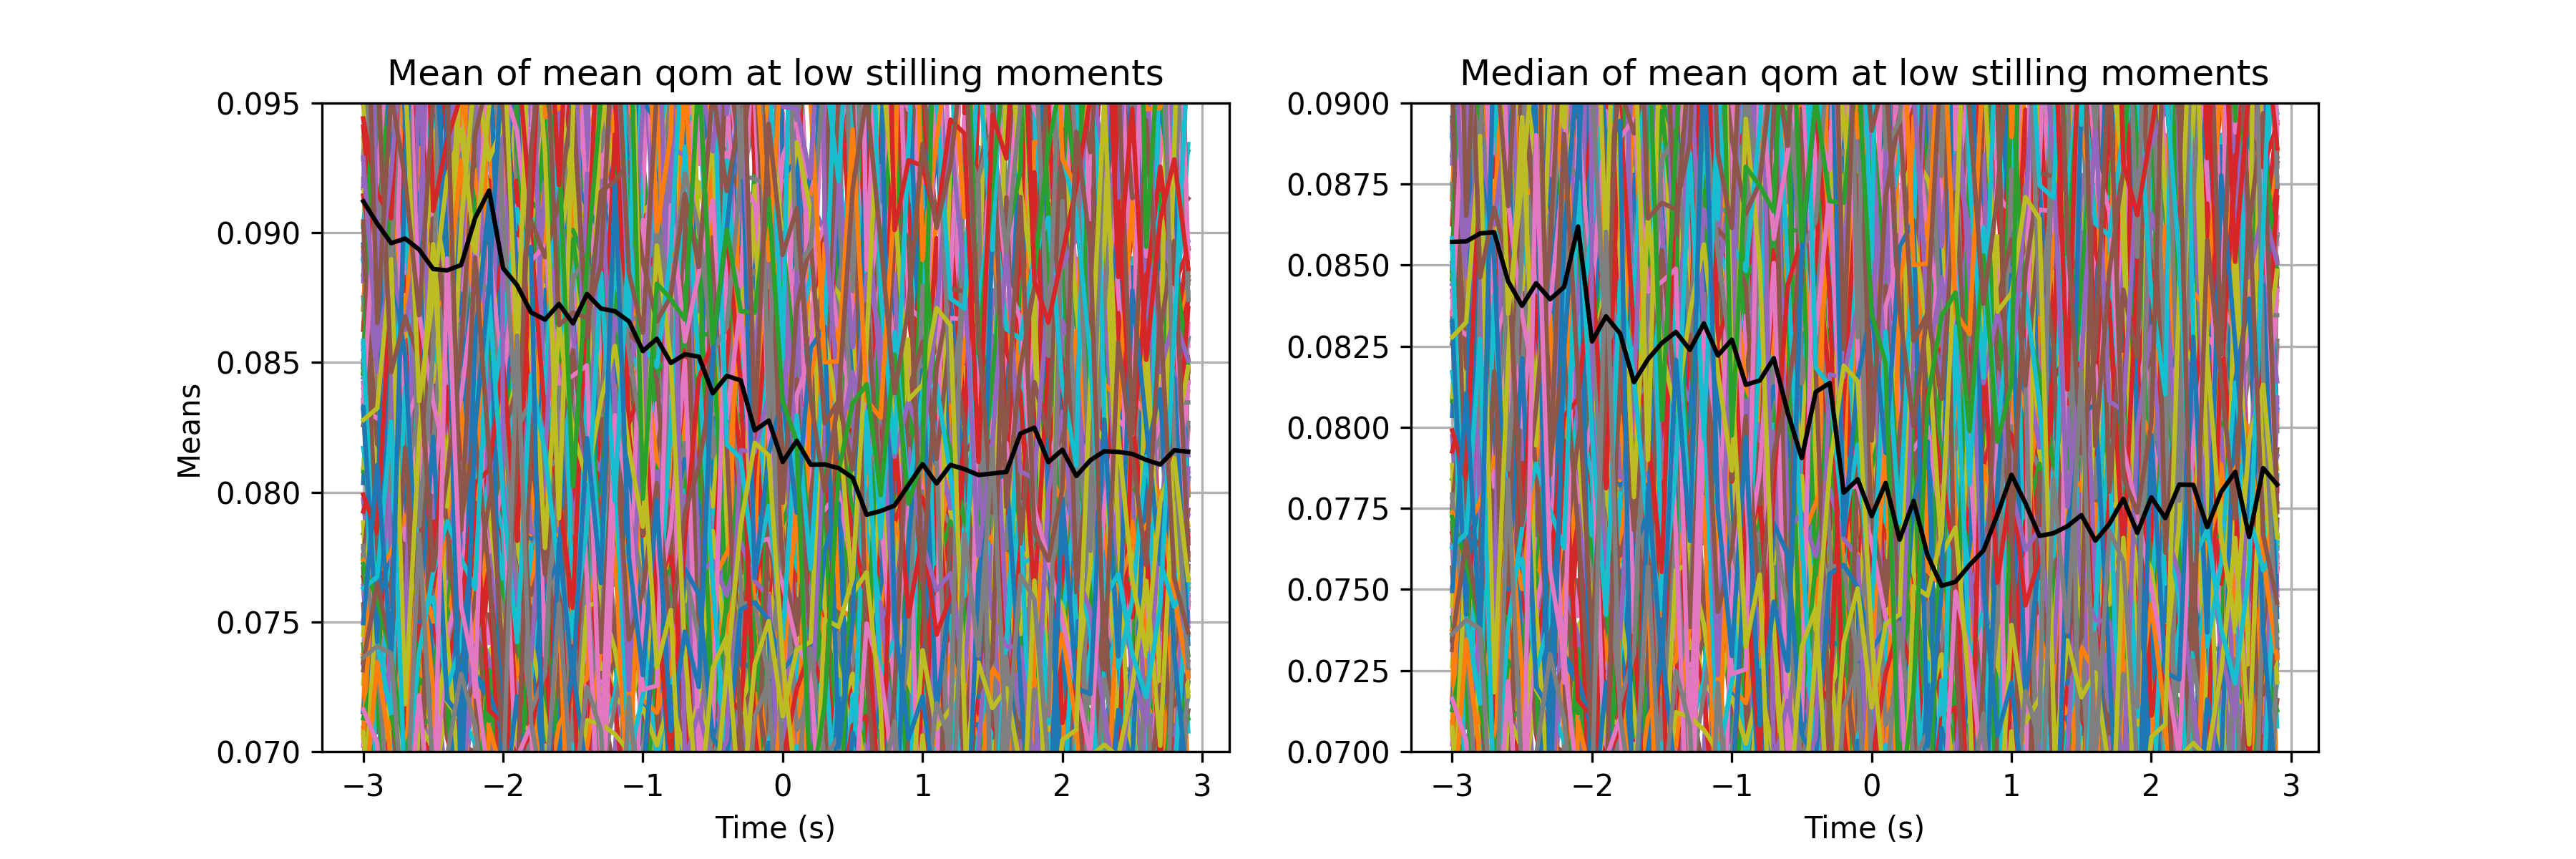 Mean of mean qom at low stilling moments
0.095
0.090
0.085
0.080
0.075
0.070
Means
−3 −2 −1 0 1 2 3
Time (s)
Median of mean qom at low stilling moments
0.0900
0.0875
0.0850
0.0825
0.0800
0.0775
0.0750
0.0725
0.0700
−3 −2 −1 0 1 2 3
Time (s)